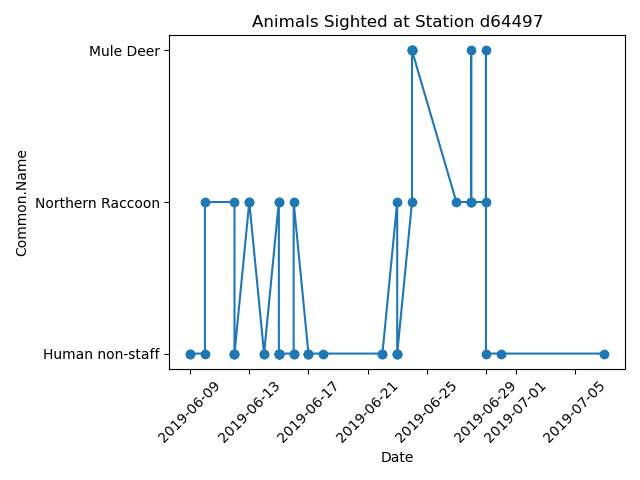 Animals Sighted at Station d64497
Mule Deer
Northern Raccoon
Human non-staff
Common.Name
2019-06-09
2019-06-13
2019-06-17
2019-06-21
2019-06-25
2019-06-29
2019-07-01
2019-07-05
Date